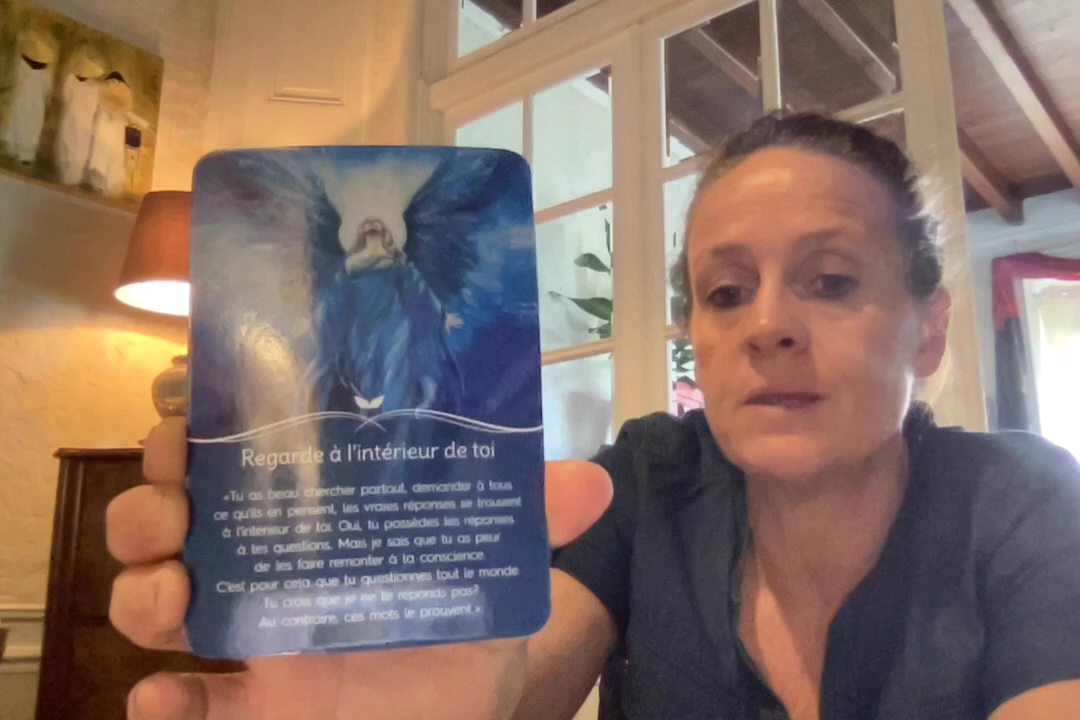 Regarde à l'intérieur de toi
«Tu as beau chercher partout, demander à tous
ce qu'ils en pensent, les vraies réponses se trouvent
à l'intérieur de toi. Oui, tu possèdes les réponses
à tes questions. Mais je sais que tu as peur
de les faire remonter à ta conscience.
C'est pour cela que tu questionnes tout le monde.
Tu crois que je ne te réponds pas?
Au contraire, ces mots le prouvent.»